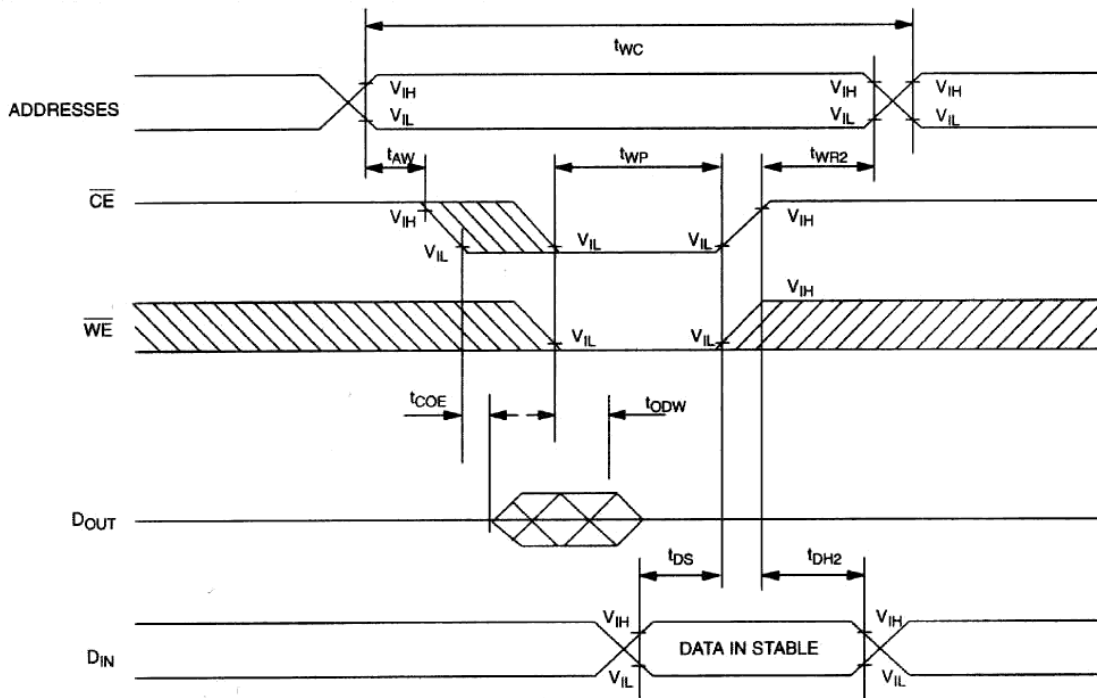 tWC
ADDRESSES
VIH VIH VIH
VIL VIL VIL
tAW tWP tWR2
CE
VIH VIH
VIL VIL VIL
VIH
WE
VIL VIL
tCOE tODW
DOUT
tDS tDH2
VIH VIH
DIN DATA IN STABLE
VIL VIL